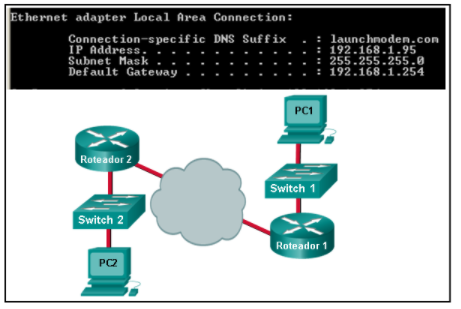 Ethernet adapter Local Area Connection:
Connection-specific DNS Suffix . : launchmodem.com
IP Address. . . . . . . . . . . . : 192.168.1.95
Subnet Mask . . . . . . . . . . . : 255.255.255.0
Default Gateway . . . . . . . . . : 192.168.1.254
PC1
Roteador 2
Switch 1
Switch 2
Roteador 1
PC2